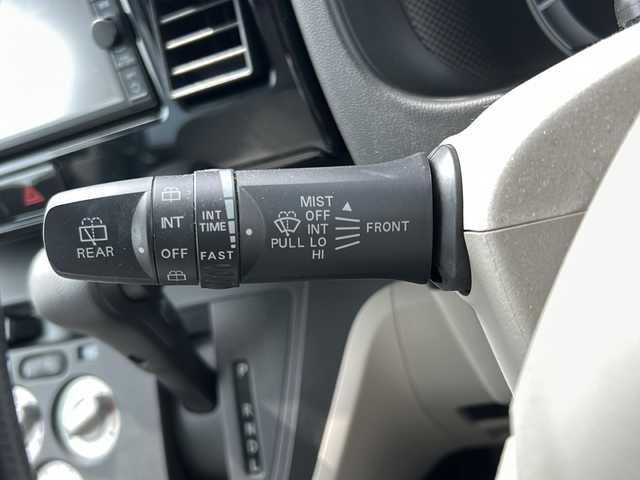 REAR
INT
OFF
INT
TIME
FAST
MIST
OFF
INT
PULL LO
HI
FRONT
P
R
N
D
L